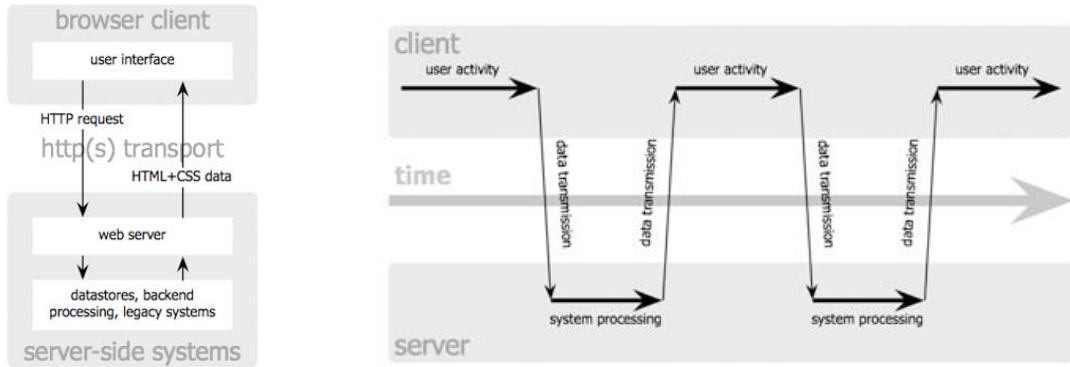 browser client
user interface
HTTP request
http(s) transport
HTML+CSS data
web server
datastores, backend
processing, legacy systems
server-side systems
client
user activity
user activity
user activity
data transmission
data transmission
data transmission
data transmission
time
system processing
system processing
server